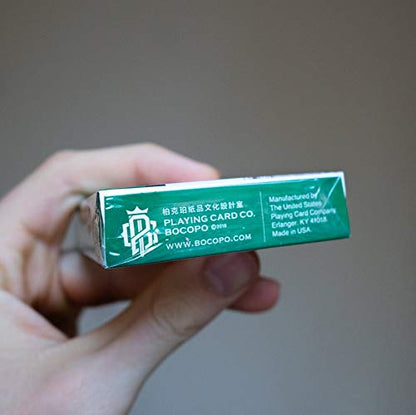 柏克珀紙品文化設計室
PLAYING CARD CO.
BOCOPO ©2018
WWW.BOCOPO.COM
Manufactured by
The United States
Playing Card Company
Erlanger, KY 41018
Made in USA.